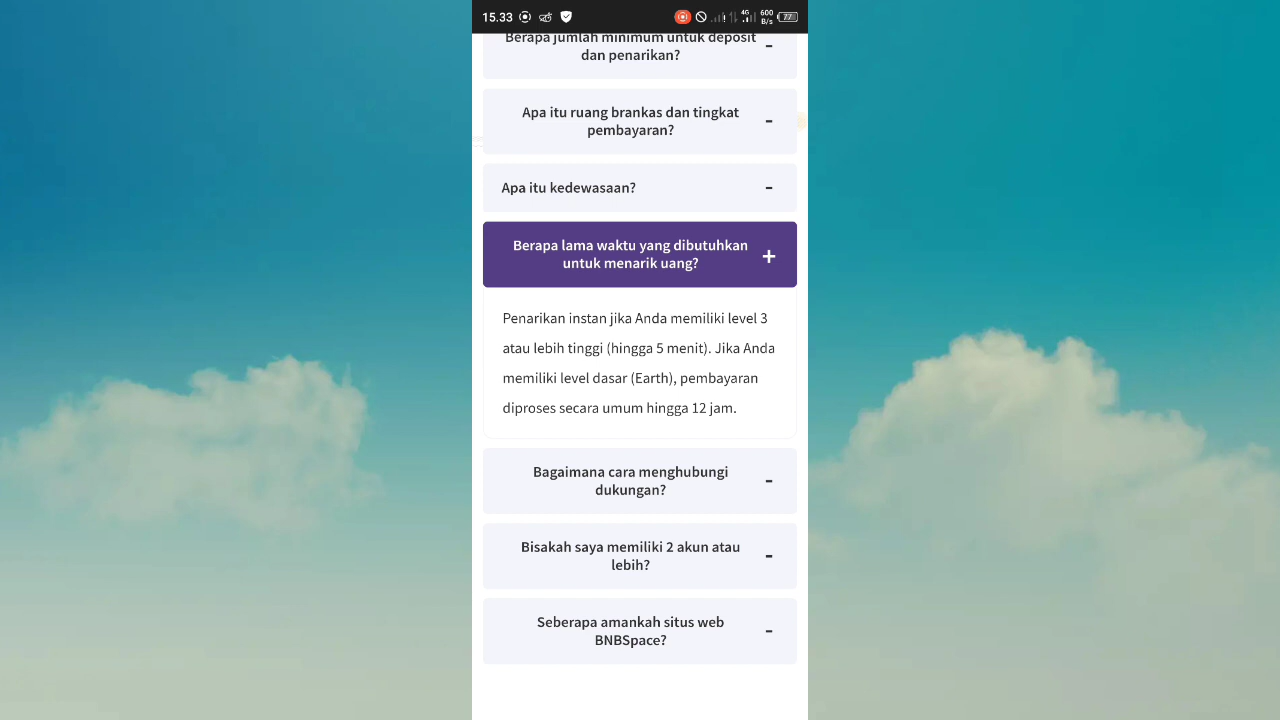 15.33
4G
600
B/s
77
Berapa jumlah minimum untuk deposit
dan penarikan?
-
Apa itu ruang brankas dan tingkat
pembayaran?
-
Apa itu kedewasaan?
-
Berapa lama waktu yang dibutuhkan
untuk menarik uang?
+
Penarikan instan jika Anda memiliki level 3
atau lebih tinggi (hingga 5 menit). Jika Anda
memiliki level dasar (Earth), pembayaran
diproses secara umum hingga 12 jam.
Bagaimana cara menghubungi
dukungan?
-
Bisakah saya memiliki 2 akun atau
lebih?
-
Seberapa amankah situs web
BNBSpace?
-